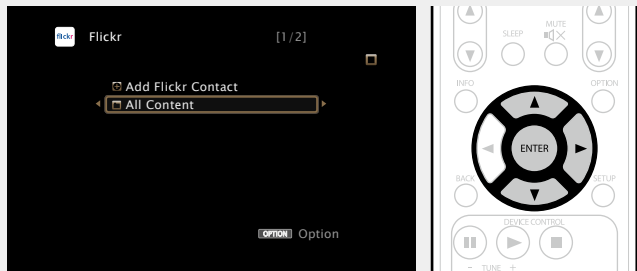 flickr Flickr [1/2]
Add Flickr Contact
All Content
OPTION Option
MUTE
SLEEP
INFO OPTION
ENTER
BACK SETUP
DEVICE CONTROL
- TUNE +